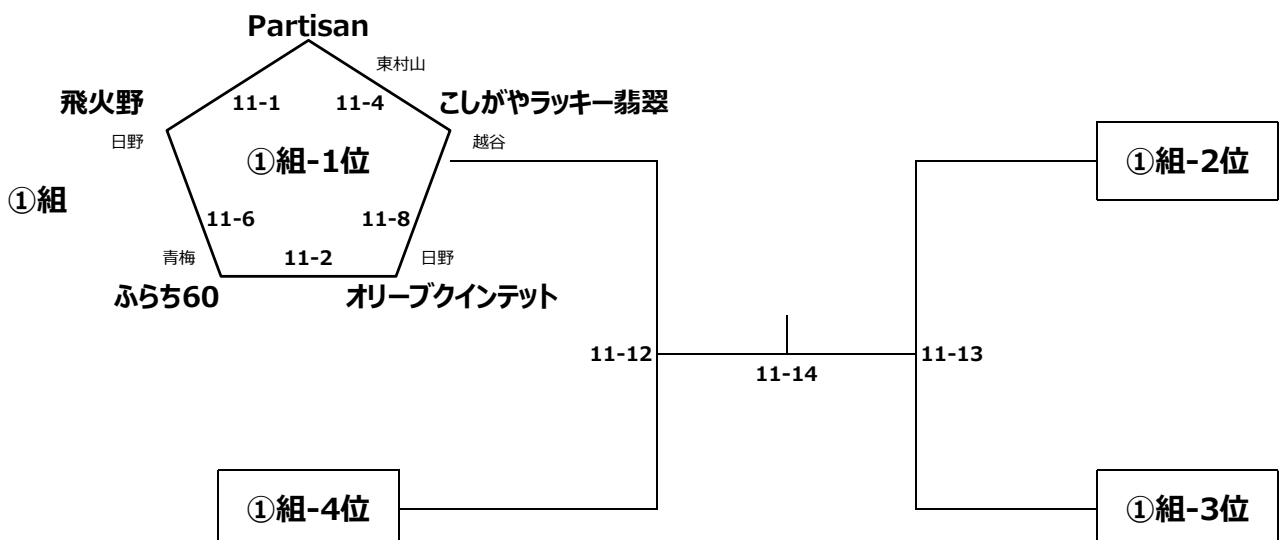 Partisan
東村山
飛火野
11-1
11-4
こしがやラッキー翡翠
日野
①組-1位
越谷
①組-2位
①組
11-6
11-8
青梅
11-2
日野
ふらち60
オリーブクインテット
11-12
11-13
11-14
①組-4位
①組-3位